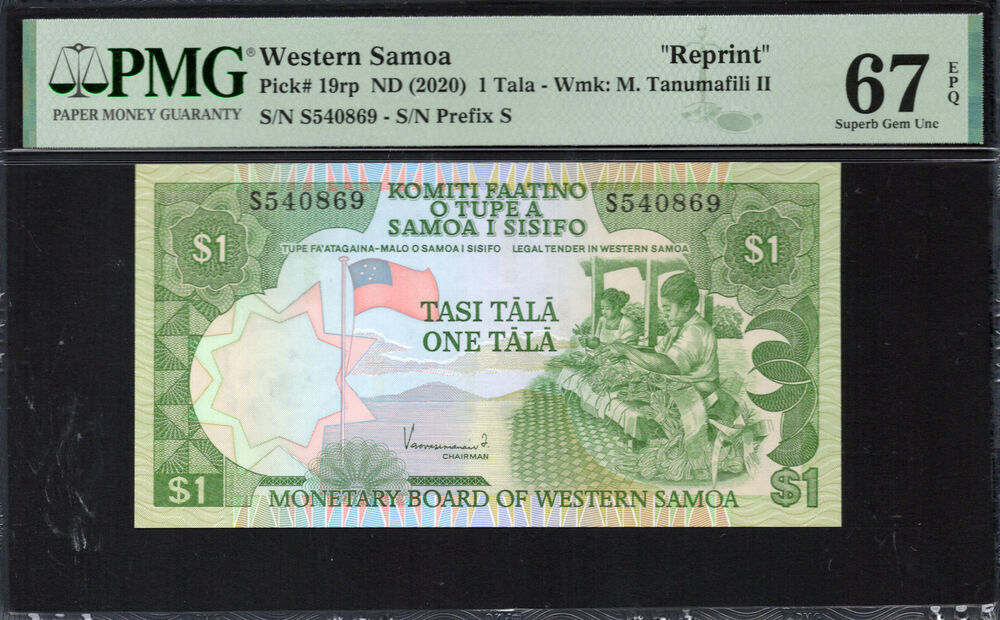 PMG®
PAPER MONEY GUARANTY
Western Samoa "Reprint"
Pick# 19rp ND (2020) 1 Tala - Wmk: M. Tanumafili II
S/N S540869 - S/N Prefix S
67
EPQ
Superb Gem Unc
S540869
KOMITI FAATINO
O TUPE A
SAMOA I SISIFO
S540869
$1
$1
TUPE FA'ATAGAINA-MALO O SAMOA I SISIFO LEGAL TENDER IN WESTERN SAMOA
TASI TĀLĀ
ONE TĀLĀ
CHAIRMAN
$1
MONETARY BOARD OF WESTERN SAMOA
$1